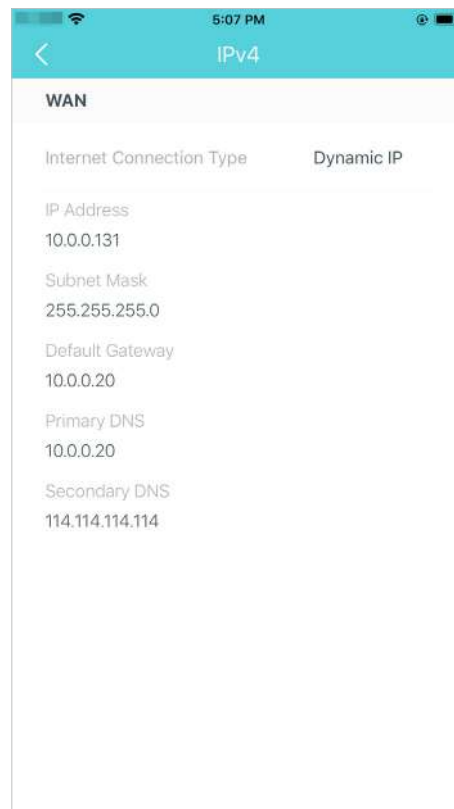 5:07 PM
IPv4
WAN
Internet Connection Type Dynamic IP
IP Address
10.0.0.131
Subnet Mask
255.255.255.0
Default Gateway
10.0.0.20
Primary DNS
10.0.0.20
Secondary DNS
114.114.114.114